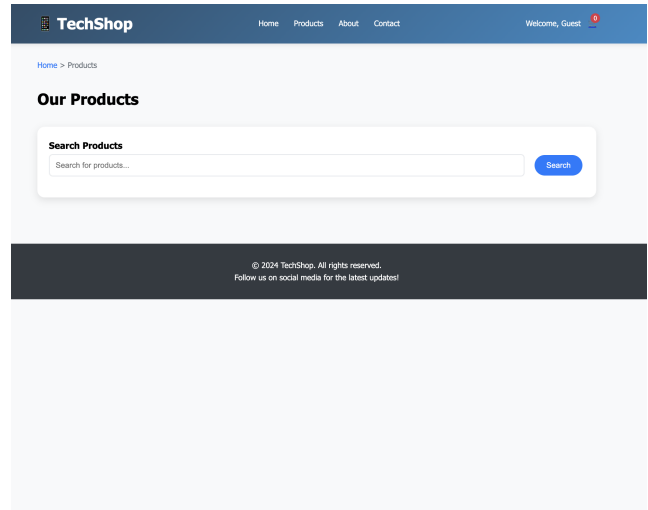 TechShop
Home Products About Contact
Welcome, Guest 0
Home > Products
Our Products
Search Products
Search for products...
Search
© 2024 TechShop. All rights reserved.
Follow us on social media for the latest updates!